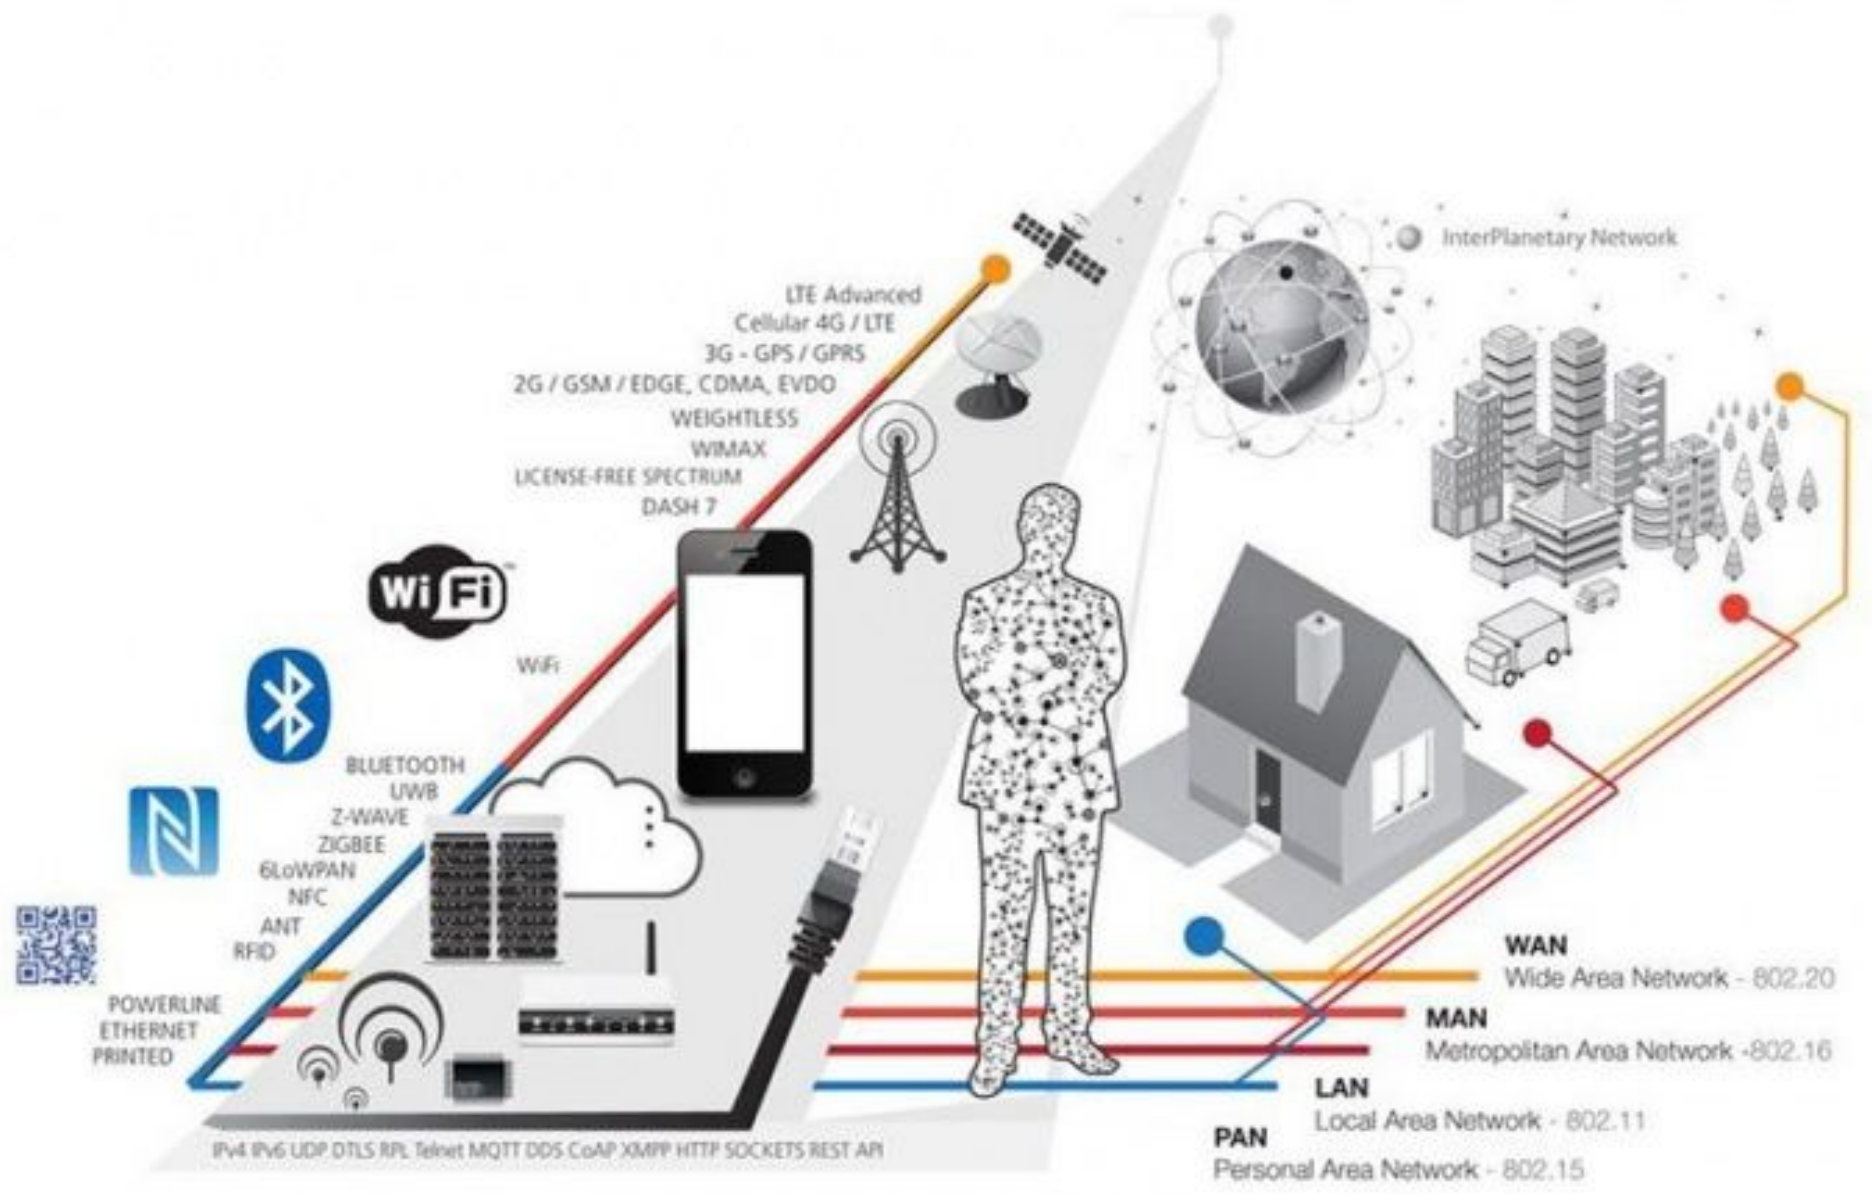 InterPlanetary Network
LTE Advanced
Cellular 4G / LTE
3G - GPS / GPRS
2G / GSM / EDGE, CDMA, EVDO
WEIGHTLESS
WIMAX
LICENSE-FREE SPECTRUM
DASH 7
WiFi
WiFi
BLUETOOTH
UWB
Z-WAVE
ZIGBEE
6LoWPAN
NFC
ANT
RFID
POWERLINE
ETHERNET
PRINTED
WAN
Wide Area Network - 802.20
MAN
Metropolitan Area Network -802.16
LAN
Local Area Network - 802.11
PAN
Personal Area Network - 802.15
IPv4 IPv6 UDP DTLS RPL Telnet MQTT DDS CoAP XMPP HTTP SOCKETS REST API